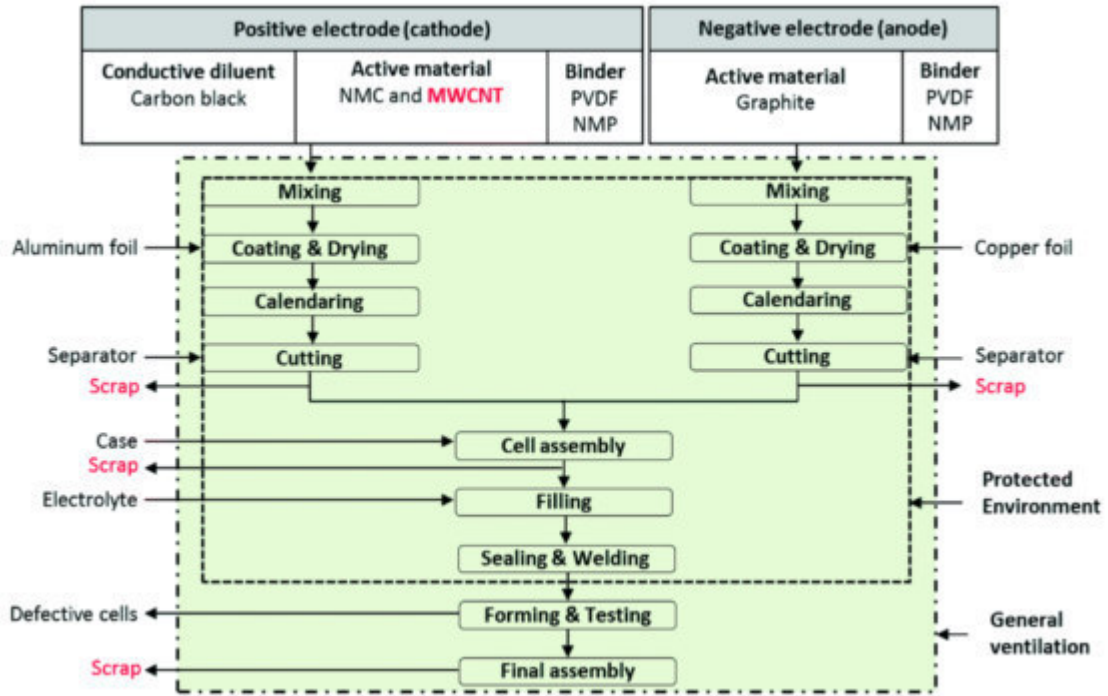 Positive electrode (cathode)
Negative electrode (anode)
Conductive diluent
Carbon black
Active material
NMC and MWCNT
Binder
PVDF
NMP
Active material
Graphite
Binder
PVDF
NMP
Mixing
Mixing
Aluminum foil
Coating & Drying
Coating & Drying
Copper foil
Calendaring
Calendaring
Separator
Cutting
Cutting
Separator
Scrap
Scrap
Case
Cell assembly
Scrap
Electrolyte
Filling
Protected
Environment
Sealing & Welding
Defective cells
Forming & Testing
General
ventilation
Scrap
Final assembly